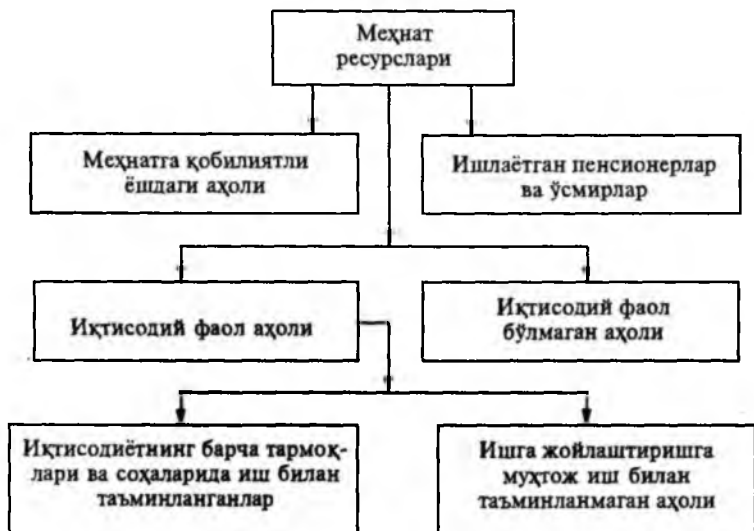 Меҳнат
ресурслари
Меҳнатга қобилиятли
ёшдаги аҳоли
Ишлаётган пенсионерлар
ва ўсмирлар
Иқтисодий фаол аҳоли
Иқтисодий фаол
бўлмаган аҳоли
Иқтисодиётнинг барча тармоқ-
лари ва соҳаларида иш билан
таъминланганлар
Ишга жойлаштиришга
муҳтож иш билан
таъминланмаган аҳоли